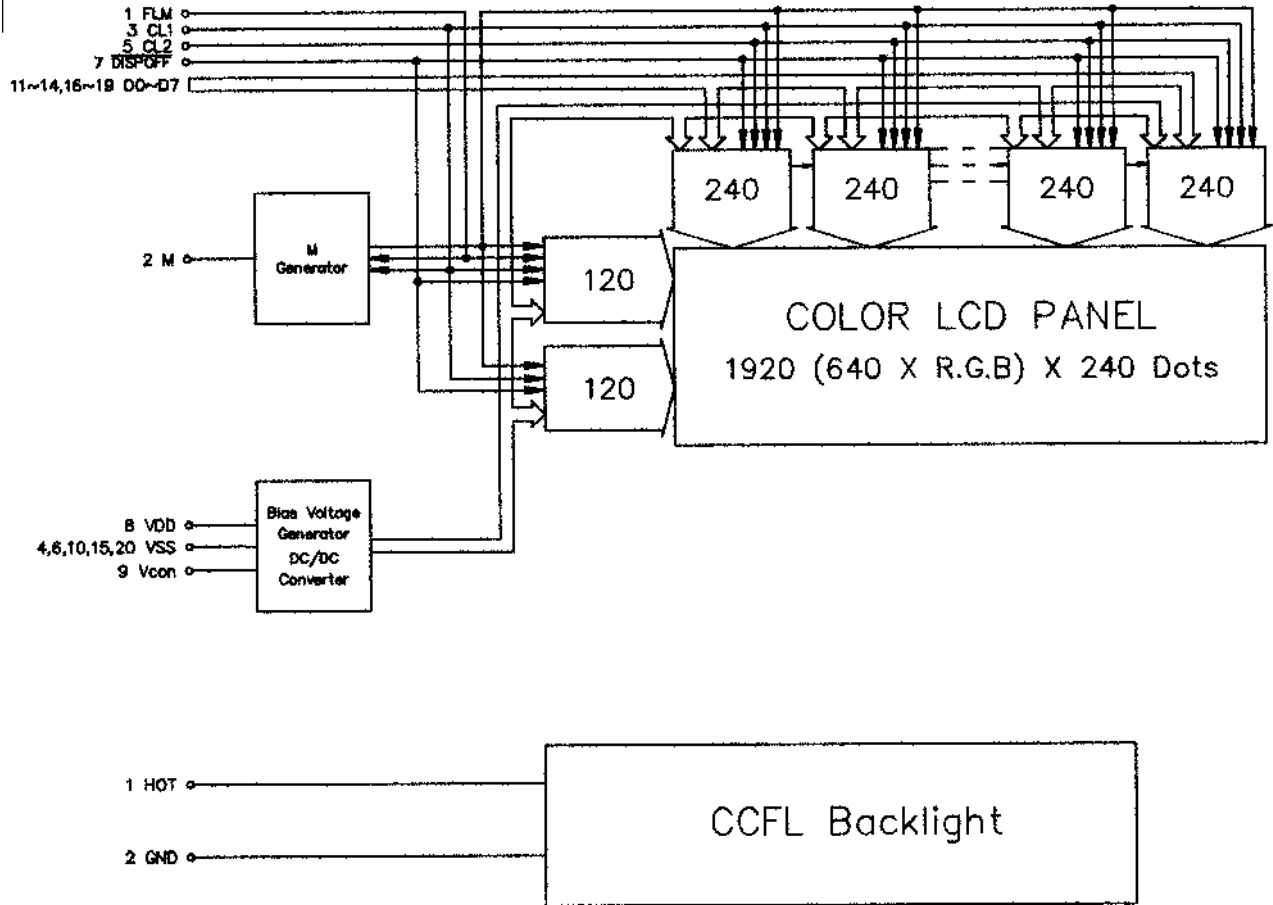 1 FLM
3 CL1
5 CL2
7 DISPOFF
11~14,16~19 D0~D7
240
240
240
240
M
Generator
2 M
120
COLOR LCD PANEL
1920 (640 X R.G.B) X 240 Dots
120
Bias Voltage
Generator
DC/DC
Converter
8 VDD
4,6,10,15,20 VSS
9 Vcon
1 HOT
CCFL Backlight
2 GND